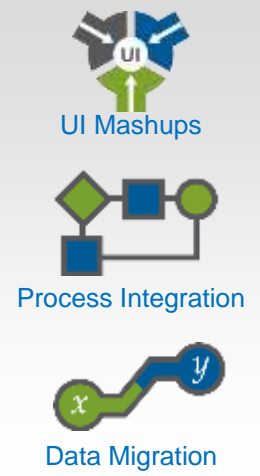 UI
UI Mashups
Process Integration
x
y
Data Migration